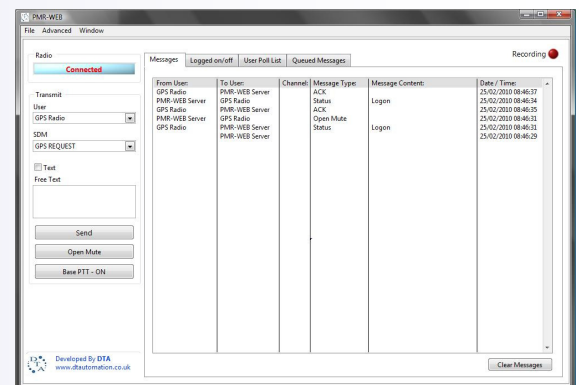 PMR-WEB
File Advanced Window
Radio
Connected
Transmit
User
GPS Radio
SDM
GPS REQUEST
Text
Free Text
Send
Open Mute
Base PTT - ON
Developed By DTA
www.dtautomation.co.uk
Recording
Messages Logged on/off User Poll List Queued Messages
From User: To User: Channel: Message Type: Message Content: Date / Time:
GPS Radio PMR-WEB Server ACK 25/02/2010 08:46:37
PMR-WEB Server GPS Radio Status Logon 25/02/2010 08:46:34
GPS Radio PMR-WEB Server ACK 25/02/2010 08:46:35
PMR-WEB Server GPS Radio Open Mute 25/02/2010 08:46:31
GPS Radio PMR-WEB Server Status Logon 25/02/2010 08:46:31
PMR-WEB Server 25/02/2010 08:46:29
Clear Messages